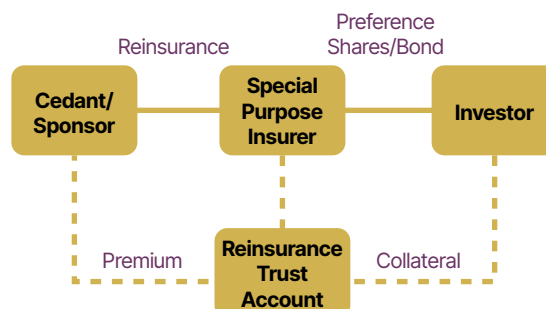 Reinsurance
Preference
Shares/Bond
Cedant/
Sponsor
Special
Purpose
Insurer
Investor
Premium
Reinsurance
Trust
Account
Collateral